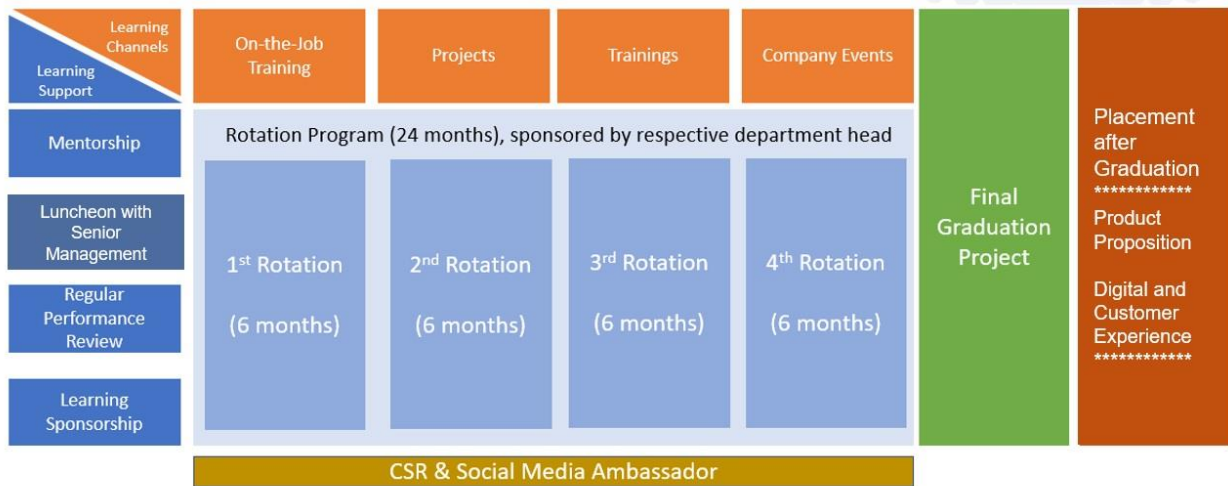 Learning
Channels
Learning
Support
On-the-Job
Training
Projects
Trainings
Company Events
Mentorship
Luncheon with
Senior
Management
Regular
Performance
Review
Learning
Sponsorship
Rotation Program (24 months), sponsored by respective department head
1st Rotation
(6 months)
2nd Rotation
(6 months)
3rd Rotation
(6 months)
4th Rotation
(6 months)
CSR & Social Media Ambassador
Final
Graduation
Project
Placement
after
Graduation
************
Product
Proposition
Digital and
Customer
Experience
************